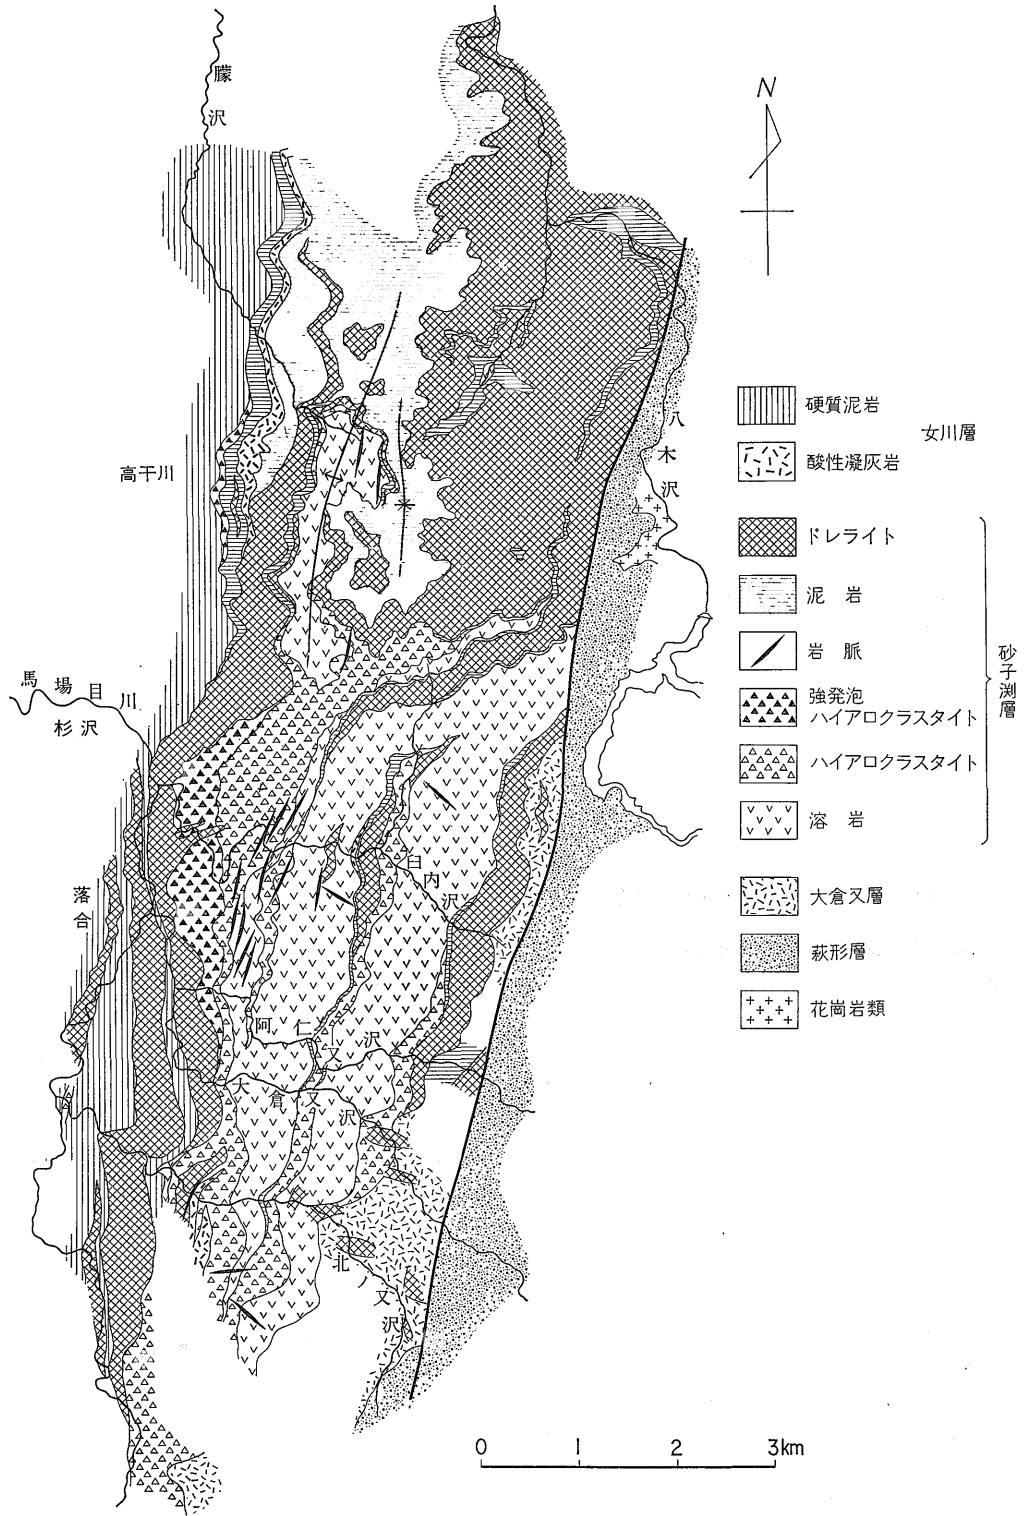 朦沢
N
八木沢
高干川
馬場目川
杉沢
落合
臼内沢
阿仁又沢
大倉又沢
北ノ又沢
硬質泥岩
酸性凝灰岩
女川層
ドレライト
泥岩
岩脈
強発泡
ハイアロクラスタイト
ハイアロクラスタイト
溶岩
砂子渕層
大倉又層
萩形層
花崗岩類
0 1 2 3km